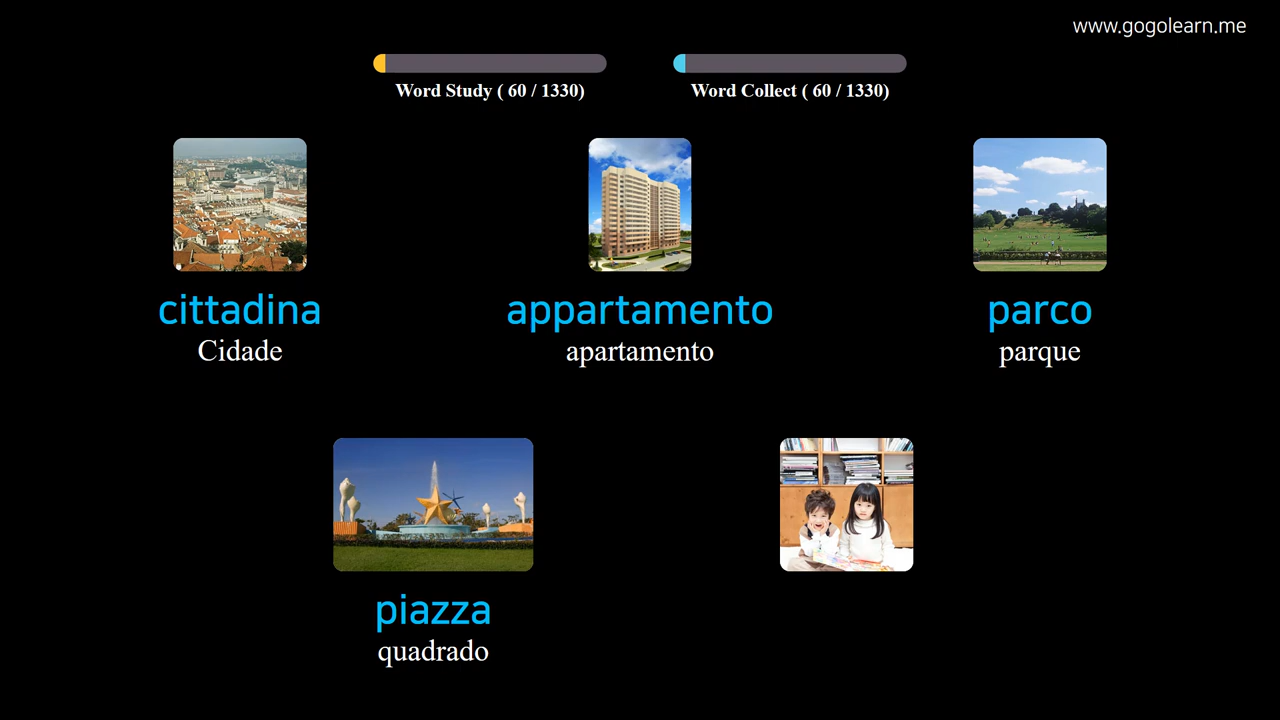 www.gogolearn.me
Word Study ( 60 / 1330)
Word Collect ( 60 / 1330)
cittadina
Cidade
appartamento
apartamento
parco
parque
piazza
quadrado